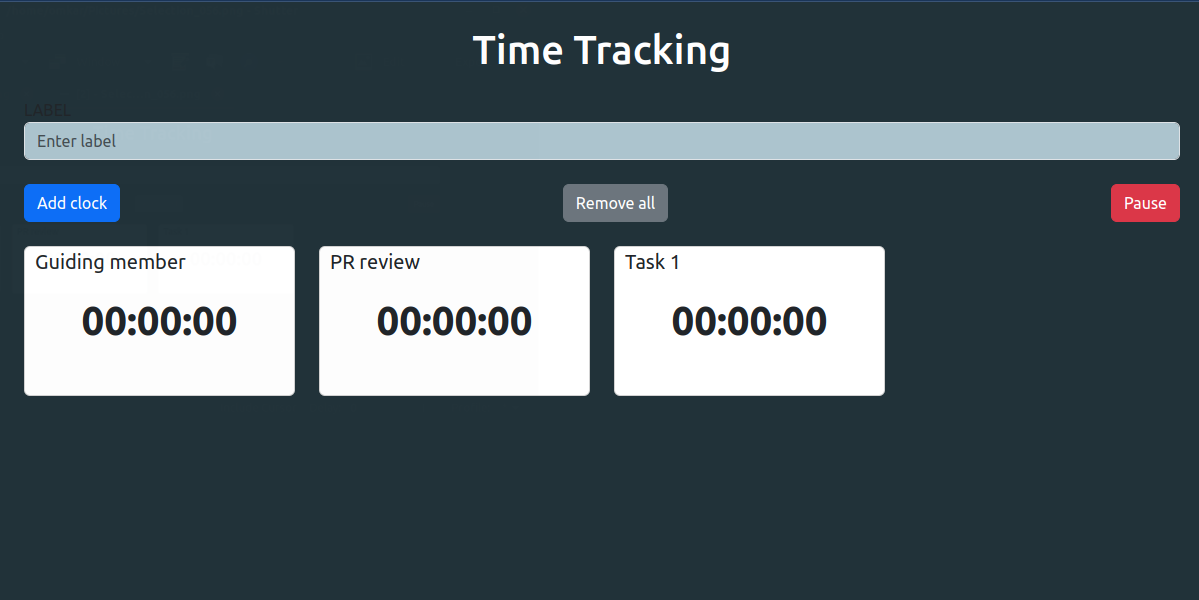 Time Tracking
LABEL
Enter label
Add clock
Remove all
Pause
Guiding member
PR review
Task 1
00:00:00
00:00:00
00:00:00